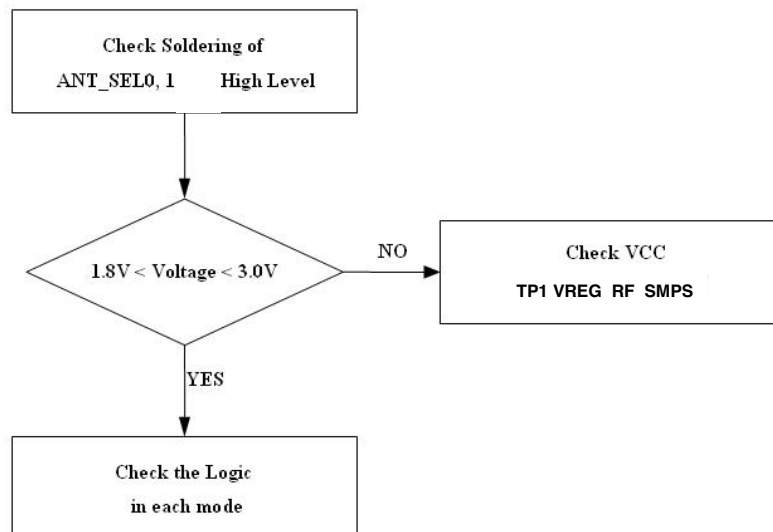 Check Soldering of
ANT_SEL0, 1 High Level
1.8V < Voltage < 3.0V
NO
Check VCC
TP1 VREG RF SMPS
YES
Check the Logic
in each mode